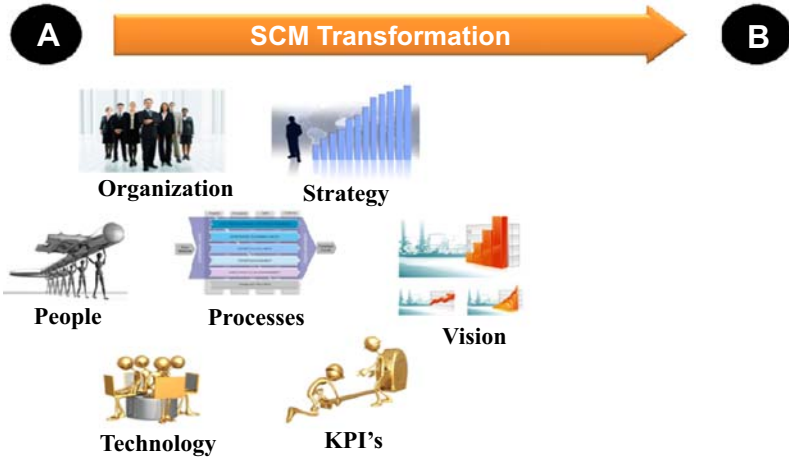 A
SCM Transformation
B
Organization
Strategy
People
Processes
Vision
Technology
KPI's